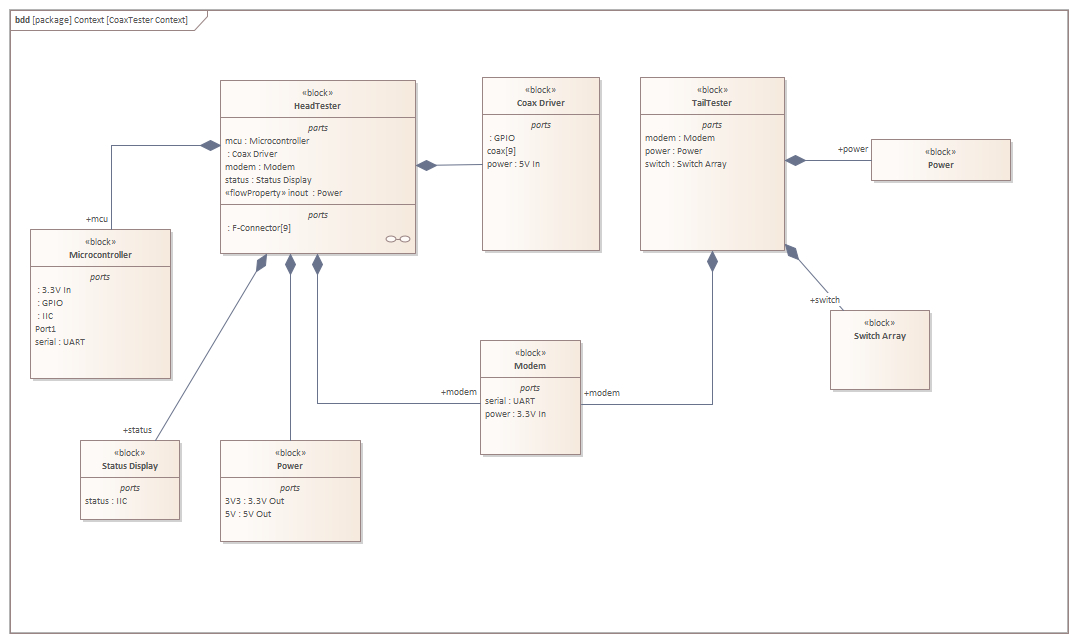 bdd [package] Context [CoaxTester Context]
«block»
HeadTester
parts
mcu : Microcontroller
: Coax Driver
modem : Modem
status : Status Display
«flowProperty» inout : Power
ports
: F-Connector[9]
«block»
Coax Driver
ports
: GPIO
coax[9]
power : 5V In
«block»
TailTester
parts
modem : Modem
power : Power
switch : Switch Array
+power
«block»
Power
+mcu
«block»
Microcontroller
ports
: 3.3V In
: GPIO
: IIC
Port1
serial : UART
+switch
«block»
Switch Array
+modem
«block»
Modem
ports
serial : UART
power : 3.3V In
+modem
+status
«block»
Status Display
ports
status : IIC
«block»
Power
ports
3V3 : 3.3V Out
5V : 5V Out